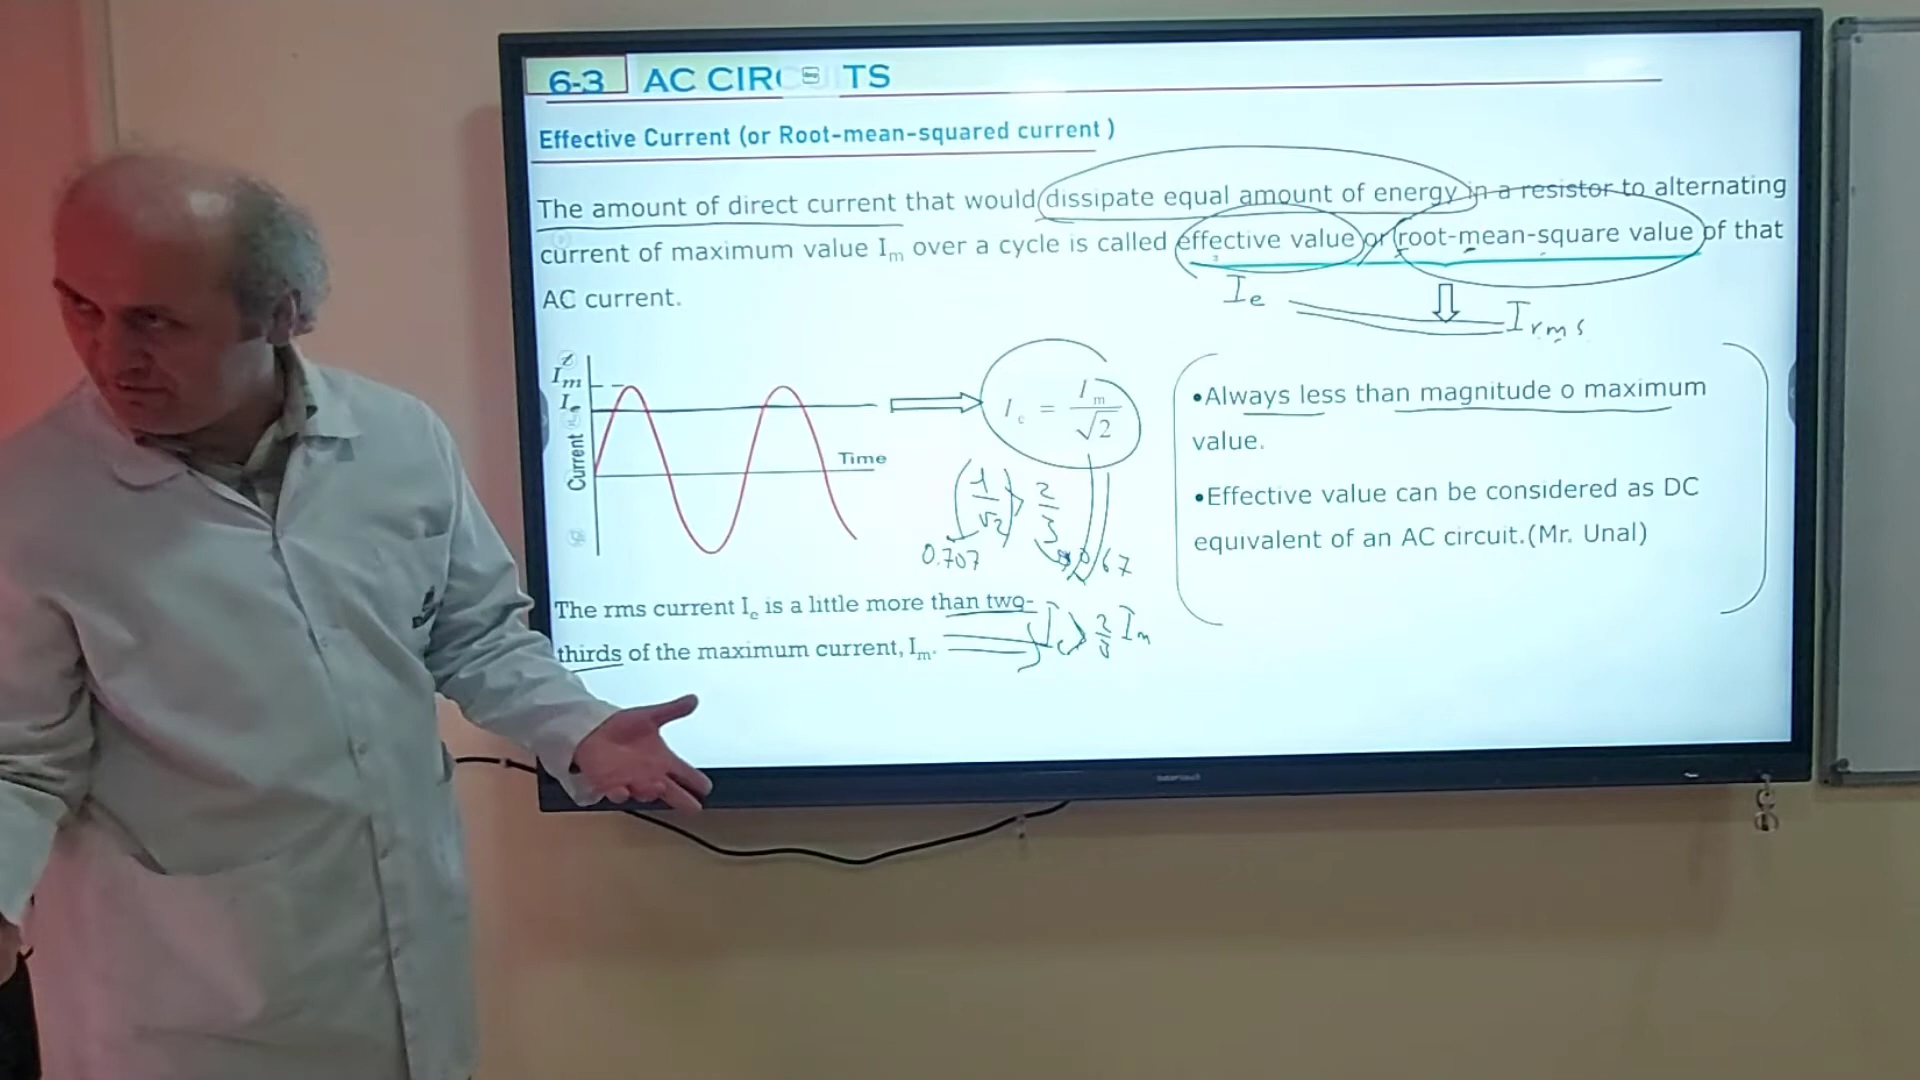 6-3 AC CIRC TS
Effective Current (or Root-mean-squared current )
The amount of direct current that would dissipate equal amount of energy in a resistor to alternating
current of maximum value Im over a cycle is called effective value or root-mean-square value of that
AC current.
Ie
Irms
Im
Ie
Current
Time
Ie = Im/√2
1/√2 > 2/3
0.707
67
•Always less than magnitude o maximum
value.
•Effective value can be considered as DC
equivalent of an AC circuit.(Mr. Unal)
The rms current Ie is a little more than two-
thirds of the maximum current, Im.
Ie > 2/3 Im